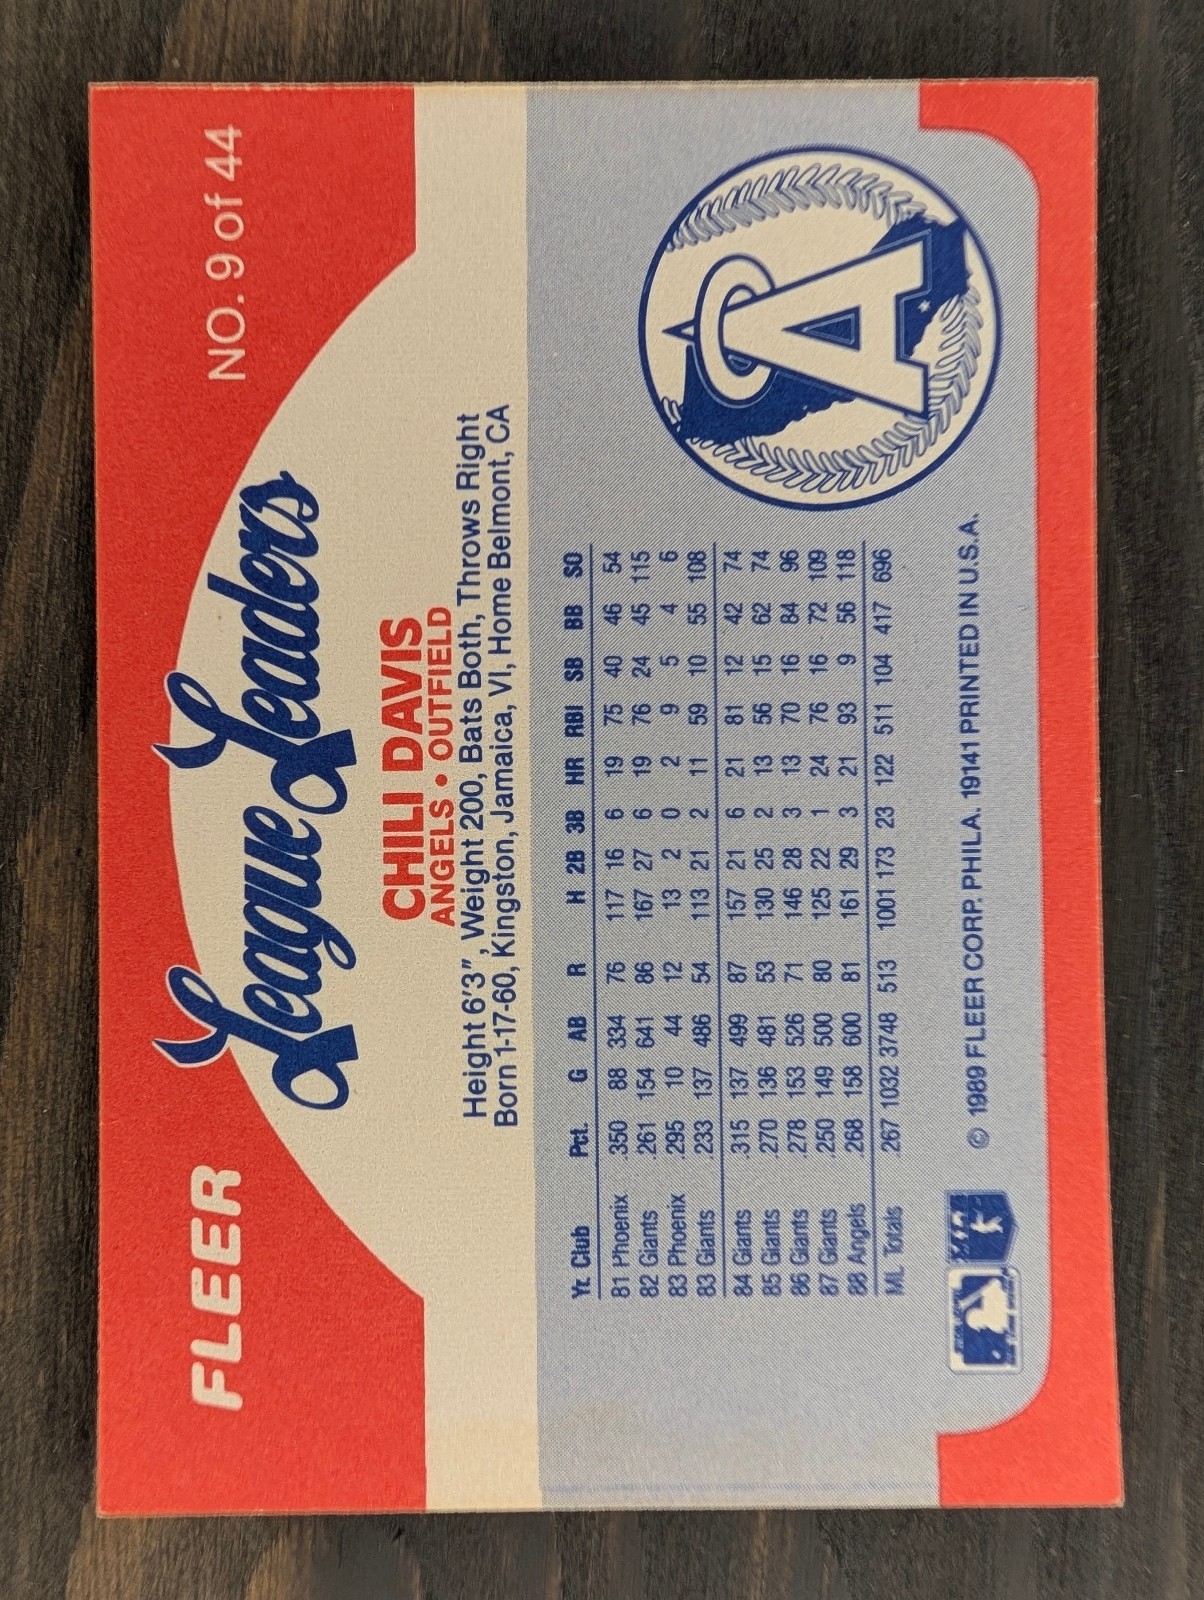 FLEER
NO. 9 of 44
League Leaders
CHILI DAVIS
ANGELS • OUTFIELD
Height 6'3", Weight 200, Bats Both, Throws Right
Born 1-17-60, Kingston, Jamaica, VI, Home Belmont, CA
Yr. Club Pct. G AB R H 2B 3B HR RBI SB BB SO
81 Phoenix .350 88 334 76 117 16 6 19 75 40 46 54
82 Giants .261 154 641 86 167 27 6 19 76 24 45 115
83 Phoenix .295 10 44 12 13 2 0 2 9 5 4 6
83 Giants .233 137 486 54 113 21 2 11 59 10 55 108
84 Giants .315 137 499 87 157 21 6 21 81 12 42 74
85 Giants .270 136 481 53 130 25 2 13 56 15 62 74
86 Giants .278 153 526 71 146 28 3 13 70 16 84 96
87 Giants .250 149 500 80 125 22 1 24 76 16 72 109
88 Angels .268 158 600 81 161 29 3 21 93 9 56 118
ML Totals .267 1032 3748 513 1001 173 23 122 511 104 417 696
© 1989 FLEER CORP. PHILA. 19141 PRINTED IN U.S.A.
CA